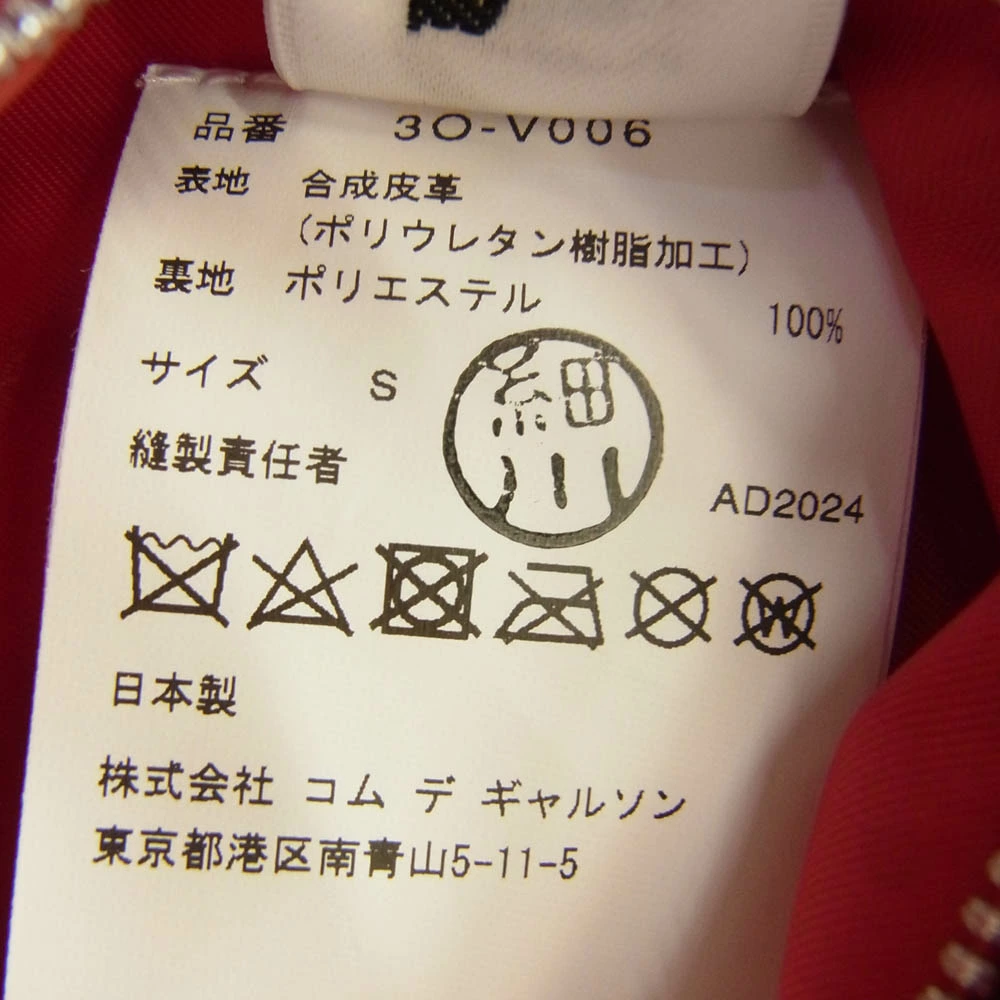 品番 3O-V006
表地 合成皮革
(ポリウレタン樹脂加工)
裏地 ポリエステル 100%
サイズ S
細川
縫製責任者
AD2024
W
日本製
株式会社 コム デ ギャルソン
東京都港区南青山5-11-5